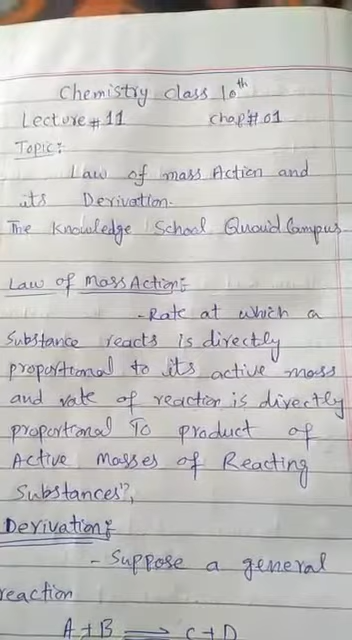 Chemistry class 10th
Lecture # 11 chap # 01
Topic:
Law of mass Action and
its Derivation.
The Knowledge School Quaid Campus
Law of Mass Action:
- Rate at which a
Substance reacts is directly
proportional to its active mass
and rate of reaction is directly
proportional To product of
Active Masses of Reacting
Substances",
Derivation:
- Suppose a general
reaction
A+B ⇌ C+D